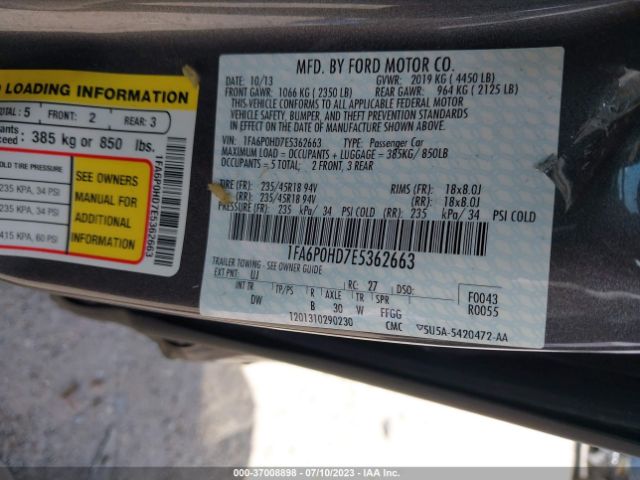 LOADING INFORMATION
TOTAL: 5 FRONT: 2 REAR: 3
385 kg or 850 lbs.
COLD TIRE PRESSURE
235 KPA, 34 PSI
235 KPA, 34 PSI
415 KPA, 60 PSI
SEE OWNERS
MANUAL FOR
ADDITIONAL
INFORMATION
1FA6P0HD7E5362663
MFD. BY FORD MOTOR CO.
DATE: 10/13 GVWR: 2019 KG ( 4450 LB)
FRONT GAWR: 1066 KG ( 2350 LB) REAR GAWR: 964 KG ( 2125 LB)
THIS VEHICLE CONFORMS TO ALL APPLICABLE FEDERAL MOTOR
VEHICLE SAFETY, BUMPER, AND THEFT PREVENTION STANDARDS
IN EFFECT ON THE DATE OF MANUFACTURE SHOWN ABOVE.
VIN: 1FA6P0HD7E5362663 TYPE: Passenger Car
MAXIMUM LOAD = OCCUPANTS + LUGGAGE = 385KG/ 850LB
OCCUPANTS = 5 TOTAL; 2 FRONT, 3 REAR
TIRE (FR): 235/45R18 94V RIMS (FR): 18x8.0J
(RR): 235/45R18 94V (RR): 18x8.0J
PRESSURE (FR): 235 kPa/ 34 PSI COLD (RR): 235 kPa/ 34 PSI COLD
1FA6P0HD7E5362663
TRAILER TOWING - SEE OWNER GUIDE
EXT PNT: UJ RC: 27 DSO:
INT TR TP/PS R AXLE TR SPR
DW B 30 W FFGG
F0043
R0055
1201310290230 CMC 5U5A-5420472-AA
000 - 37008898 - 07/10/2023 - IAA Inc.